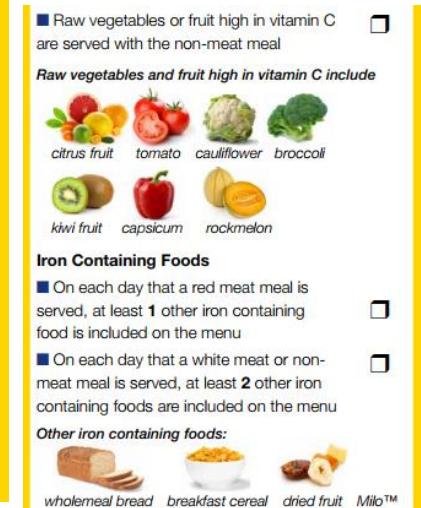 ■ Raw vegetables or fruit high in vitamin C
are served with the non-meat meal
Raw vegetables and fruit high in vitamin C include
citrus fruit tomato cauliflower broccoli
kiwi fruit capsicum rockmelon
Iron Containing Foods
■ On each day that a red meat meal is
served, at least 1 other iron containing
food is included on the menu
■ On each day that a white meat or non-
meat meal is served, at least 2 other iron
containing foods are included on the menu
Other iron containing foods:
wholemeal bread breakfast cereal dried fruit Milo™